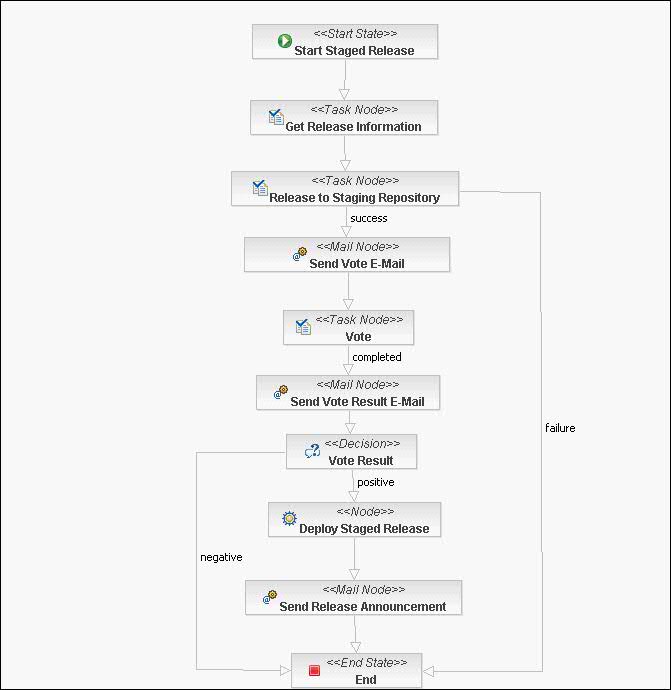 <<Start State>>
Start Staged Release
<<Task Node>>
Get Release Information
<<Task Node>>
Release to Staging Repository
success
<<Mail Node>>
Send Vote E-Mail
<<Task Node>>
Vote
completed
<<Mail Node>>
Send Vote Result E-Mail
failure
<<Decision>>
Vote Result
positive
<<Node>>
Deploy Staged Release
negative
<<Mail Node>>
Send Release Announcement
<<End State>>
End